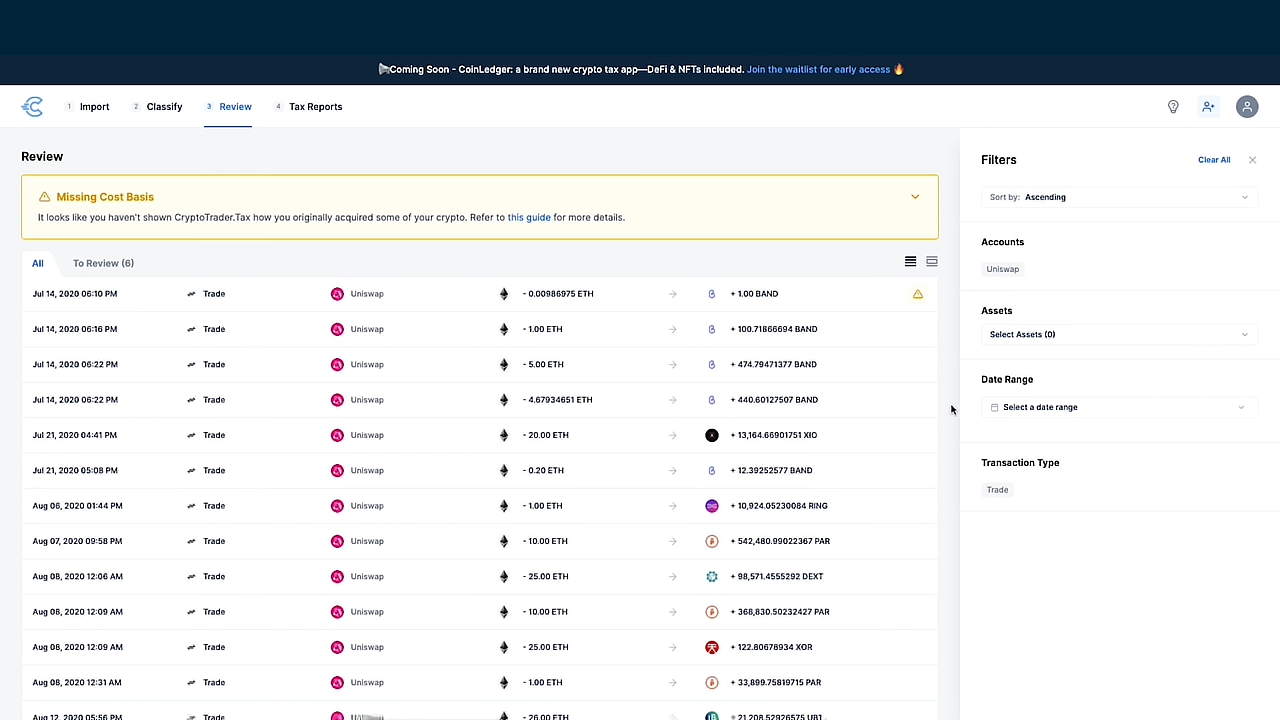 Coming Soon - CoinLedger: a brand new crypto tax app—DeFi & NFTs included. Join the waitlist for early access
1 Import 2 Classify 3 Review 4 Tax Reports
Review
Missing Cost Basis
It looks like you haven't shown CryptoTrader.Tax how you originally acquired some of your crypto. Refer to this guide for more details.
All To Review (6)
Jul 14, 2020 06:10 PM Trade Uniswap - 0.00986975 ETH + 1.00 BAND
Jul 14, 2020 06:16 PM Trade Uniswap - 1.00 ETH + 100.71866694 BAND
Jul 14, 2020 06:22 PM Trade Uniswap - 5.00 ETH + 474.79471377 BAND
Jul 14, 2020 06:22 PM Trade Uniswap - 4.67934651 ETH + 440.60127507 BAND
Jul 21, 2020 04:41 PM Trade Uniswap - 20.00 ETH + 13,164.66901751 XIO
Jul 21, 2020 05:08 PM Trade Uniswap - 0.20 ETH + 12.39252577 BAND
Aug 06, 2020 01:44 PM Trade Uniswap - 1.00 ETH + 10,924.05230084 RING
Aug 07, 2020 09:58 PM Trade Uniswap - 10.00 ETH + 542,480.99022367 PAR
Aug 08, 2020 12:06 AM Trade Uniswap - 25.00 ETH + 98,571.4555292 DEXT
Aug 08, 2020 12:09 AM Trade Uniswap - 10.00 ETH + 368,830.50232427 PAR
Aug 08, 2020 12:09 AM Trade Uniswap - 25.00 ETH + 122.80678934 XOR
Aug 08, 2020 12:31 AM Trade Uniswap - 1.00 ETH + 33,899.75819715 PAR
Aug 12, 2020 05:56 PM Trade - 26.00 ETH
Filters Clear All
Sort by: Ascending
Accounts
Uniswap
Assets
Select Assets (0)
Date Range
Select a date range
Transaction Type
Trade